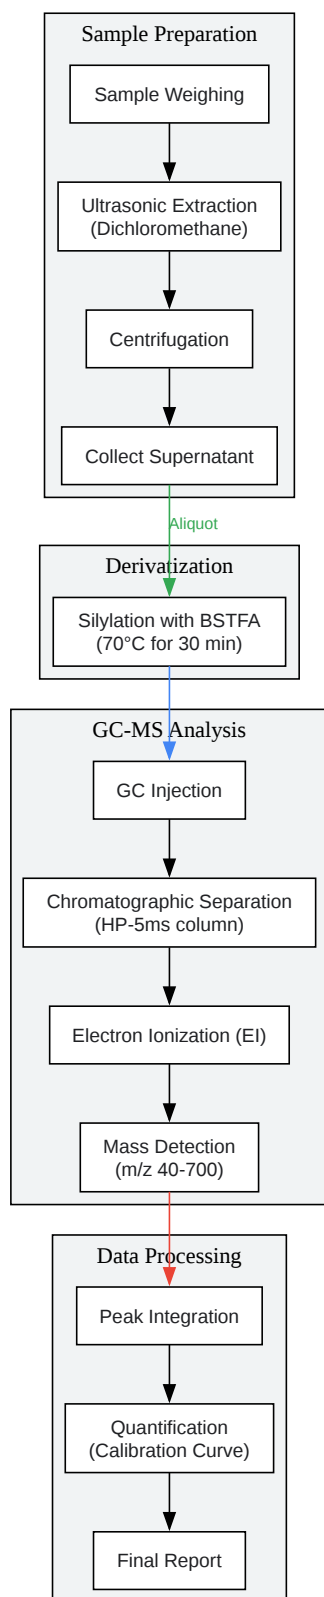 Sample Preparation
Sample Weighing
Ultrasonic Extraction
(Dichloromethane)
Centrifugation
Collect Supernatant
Aliquot
Derivatization
Silylation with BSTFA
(70°C for 30 min)
GC-MS Analysis
GC Injection
Chromatographic Separation
(HP-5ms column)
Electron Ionization (EI)
Mass Detection
(m/z 40-700)
Data Processing
Peak Integration
Quantification
(Calibration Curve)
Final Report